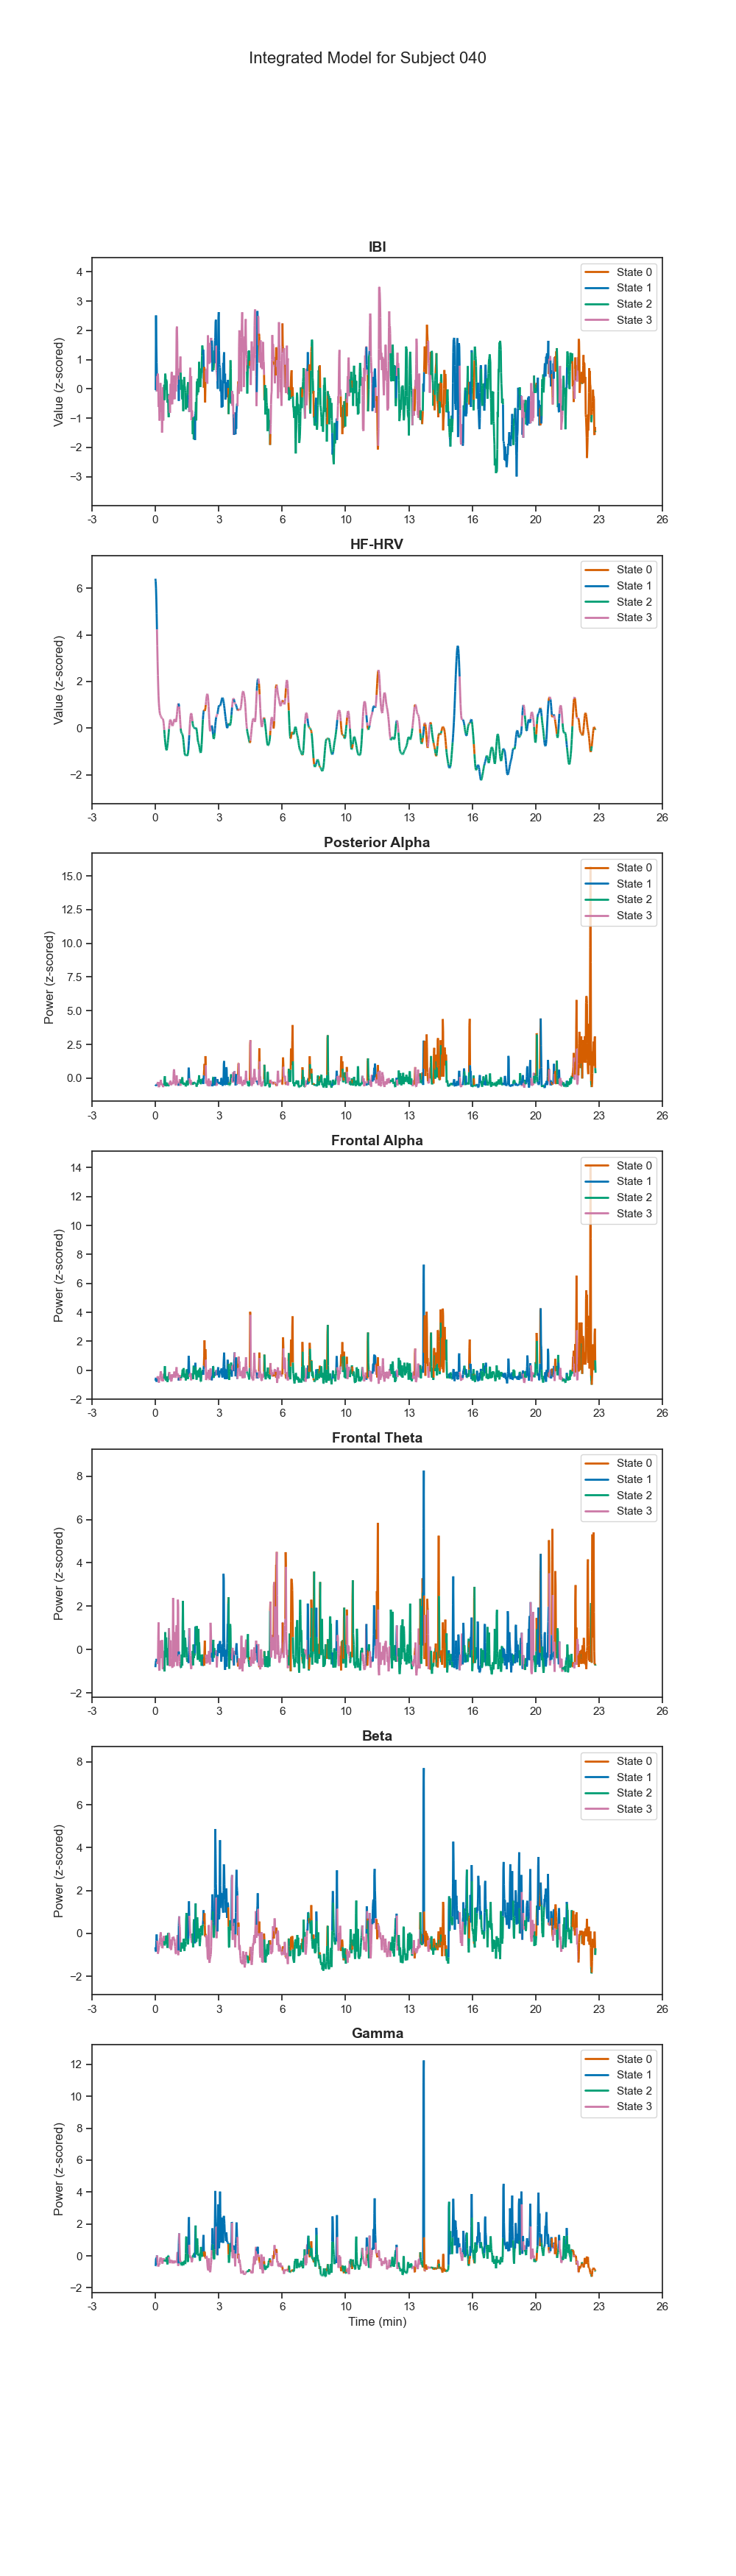 Integrated Model for Subject 040
IBI
Value (z-scored)
4
3
2
1
0
−1
−2
−3
State 0
State 1
State 2
State 3
-3 0 3 6 10 13 16 20 23 26
HF-HRV
Value (z-scored)
6
4
2
0
−2
State 0
State 1
State 2
State 3
-3 0 3 6 10 13 16 20 23 26
Posterior Alpha
Power (z-scored)
15.0
12.5
10.0
7.5
5.0
2.5
0.0
State 0
State 1
State 2
State 3
-3 0 3 6 10 13 16 20 23 26
Frontal Alpha
Power (z-scored)
14
12
10
8
6
4
2
0
−2
State 0
State 1
State 2
State 3
-3 0 3 6 10 13 16 20 23 26
Frontal Theta
Power (z-scored)
8
6
4
2
0
−2
State 0
State 1
State 2
State 3
-3 0 3 6 10 13 16 20 23 26
Beta
Power (z-scored)
8
6
4
2
0
−2
State 0
State 1
State 2
State 3
-3 0 3 6 10 13 16 20 23 26
Gamma
Power (z-scored)
12
10
8
6
4
2
0
−2
State 0
State 1
State 2
State 3
-3 0 3 6 10 13 16 20 23 26
Time (min)